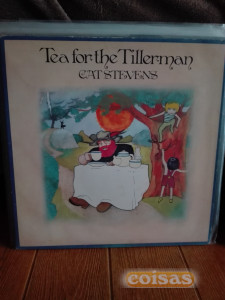 Tea for the Tillerman
CAT STEVENS
coisas